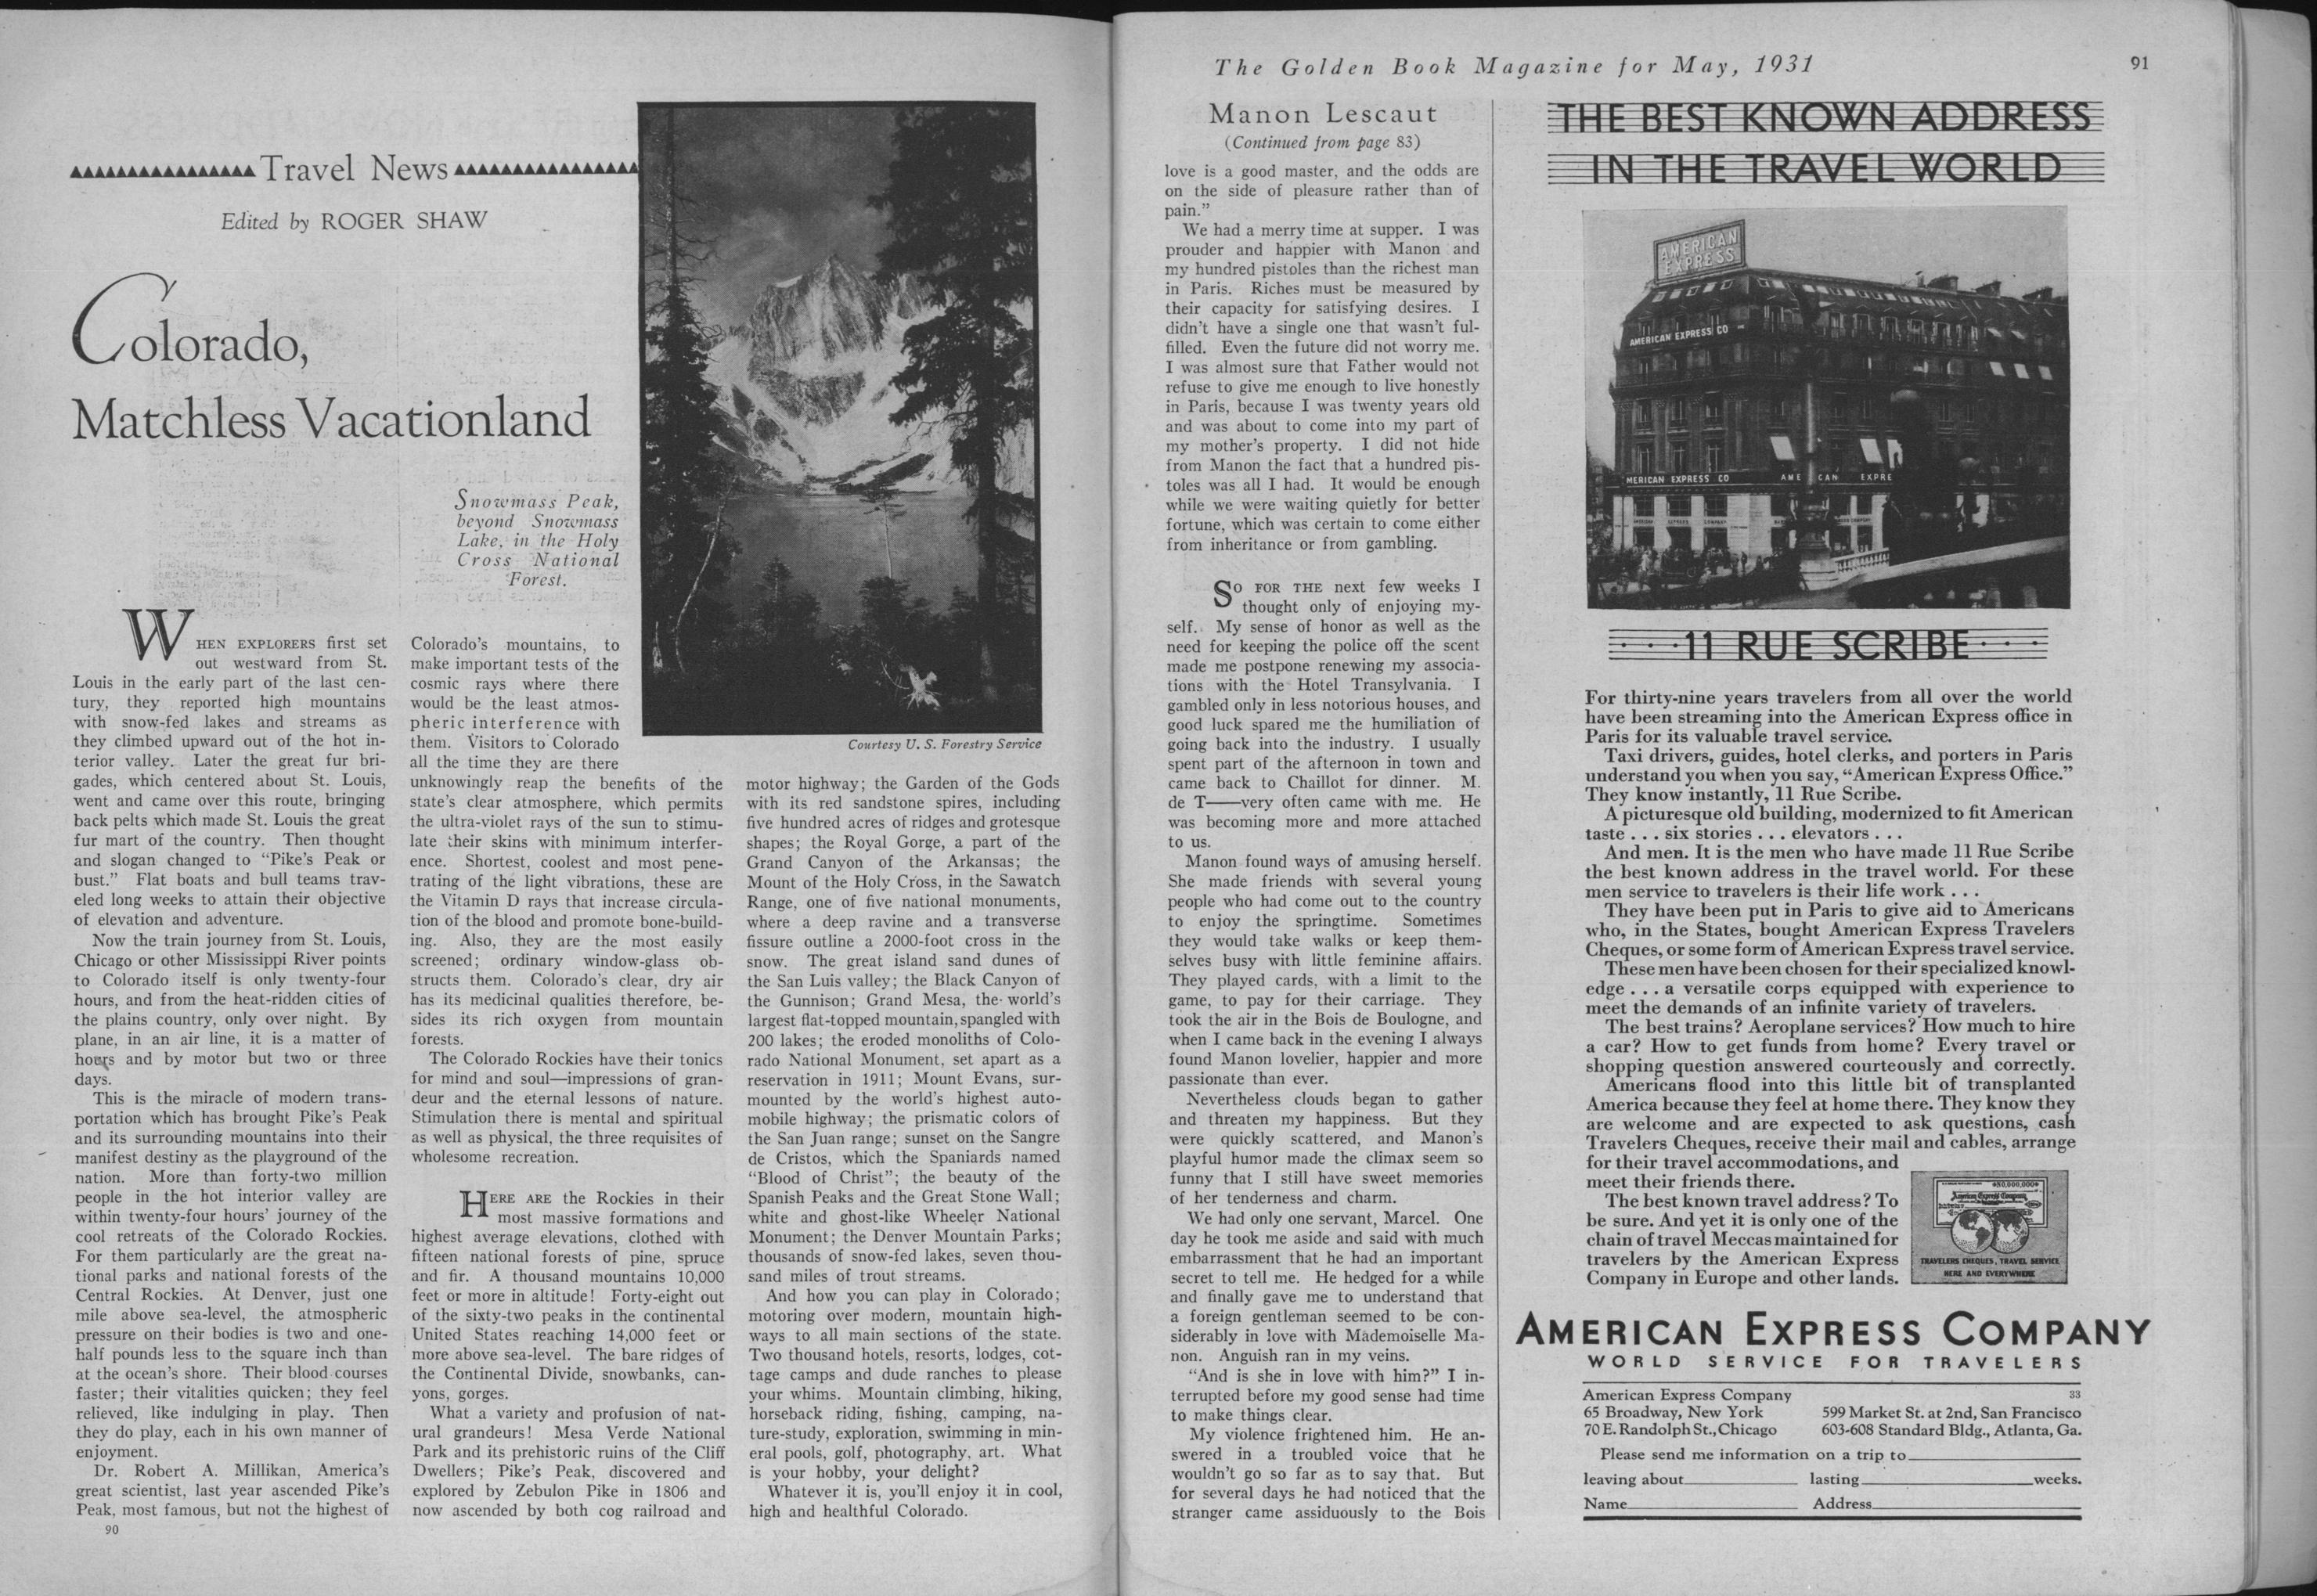 Travel News
Edited by ROGER SHAW
Colorado,
Matchless Vacationland
Snowmass Peak,
beyond Snowmass
Lake, in the Holy
Cross National
Forest.
Courtesy U. S. Forestry Service
WHEN EXPLORERS first set
out westward from St.
Louis in the early part of the last cen-
tury, they reported high mountains
with snow-fed lakes and streams as
they climbed upward out of the hot in-
terior valley. Later the great fur bri-
gades, which centered about St. Louis,
went and came over this route, bringing
back pelts which made St. Louis the great
fur mart of the country. Then thought
and slogan changed to "Pike's Peak or
bust." Flat boats and bull teams trav-
eled long weeks to attain their objective
of elevation and adventure.
Now the train journey from St. Louis,
Chicago or other Mississippi River points
to Colorado itself is only twenty-four
hours, and from the heat-ridden cities of
the plains country, only over night. By
plane, in an air line, it is a matter of
hours and by motor but two or three
days.
This is the miracle of modern trans-
portation which has brought Pike's Peak
and its surrounding mountains into their
manifest destiny as the playground of the
nation. More than forty-two million
people in the hot interior valley are
within twenty-four hours' journey of the
cool retreats of the Colorado Rockies.
For them particularly are the great na-
tional parks and national forests of the
Central Rockies. At Denver, just one
mile above sea-level, the atmospheric
pressure on their bodies is two and one-
half pounds less to the square inch than
at the ocean's shore. Their blood courses
faster; their vitalities quicken; they feel
relieved, like indulging in play. Then
they do play, each in his own manner of
enjoyment.
Dr. Robert A. Millikan, America's
great scientist, last year ascended Pike's
Peak, most famous, but not the highest of
90
Colorado's mountains, to
make important tests of the
cosmic rays where there
would be the least atmos-
pheric interference with
them. Visitors to Colorado
all the time they are there
unknowingly reap the benefits of the
state's clear atmosphere, which permits
the ultra-violet rays of the sun to stimu-
late their skins with minimum interfer-
ence. Shortest, coolest and most pene-
trating of the light vibrations, these are
the Vitamin D rays that increase circula-
tion of the blood and promote bone-build-
ing. Also, they are the most easily
screened; ordinary window-glass ob-
structs them. Colorado's clear, dry air
has its medicinal qualities therefore, be-
sides its rich oxygen from mountain
forests.
The Colorado Rockies have their tonics
for mind and soul—impressions of gran-
deur and the eternal lessons of nature.
Stimulation there is mental and spiritual
as well as physical, the three requisites of
wholesome recreation.
HERE ARE the Rockies in their
most massive formations and
highest average elevations, clothed with
fifteen national forests of pine, spruce
and fir. A thousand mountains 10,000
feet or more in altitude! Forty-eight out
of the sixty-two peaks in the continental
United States reaching 14,000 feet or
more above sea-level. The bare ridges of
the Continental Divide, snowbanks, can-
yons, gorges.
What a variety and profusion of nat-
ural grandeurs! Mesa Verde National
Park and its prehistoric ruins of the Cliff
Dwellers; Pike's Peak, discovered and
explored by Zebulon Pike in 1806 and
now ascended by both cog railroad and
motor highway; the Garden of the Gods
with its red sandstone spires, including
five hundred acres of ridges and grotesque
shapes; the Royal Gorge, a part of the
Grand Canyon of the Arkansas; the
Mount of the Holy Cross, in the Sawatch
Range, one of five national monuments,
where a deep ravine and a transverse
fissure outline a 2000-foot cross in the
snow. The great island sand dunes of
the San Luis valley; the Black Canyon of
the Gunnison; Grand Mesa, the world's
largest flat-topped mountain, spangled with
200 lakes; the eroded monoliths of Colo-
rado National Monument, set apart as a
reservation in 1911; Mount Evans, sur-
mounted by the world's highest auto-
mobile highway; the prismatic colors of
the San Juan range; sunset on the Sangre
de Cristos, which the Spaniards named
"Blood of Christ"; the beauty of the
Spanish Peaks and the Great Stone Wall;
white and ghost-like Wheeler National
Monument; the Denver Mountain Parks;
thousands of snow-fed lakes, seven thou-
sand miles of trout streams.
And how you can play in Colorado;
motoring over modern, mountain high-
ways to all main sections of the state.
Two thousand hotels, resorts, lodges, cot-
tage camps and dude ranches to please
your whims. Mountain climbing, hiking,
horseback riding, fishing, camping, na-
ture-study, exploration, swimming in min-
eral pools, golf, photography, art. What
is your hobby, your delight?
Whatever it is, you'll enjoy it in cool,
high and healthful Colorado.
The Golden Book Magazine for May, 1931
91
Manon Lescaut
(Continued from page 83)
love is a good master, and the odds are
on the side of pleasure rather than of
pain."
We had a merry time at supper. I was
prouder and happier with Manon and
my hundred pistoles than the richest man
in Paris. Riches must be measured by
their capacity for satisfying desires. I
didn't have a single one that wasn't ful-
filled. Even the future did not worry me.
I was almost sure that Father would not
refuse to give me enough to live honestly
in Paris, because I was twenty years old
and was about to come into my part of
my mother's property. I did not hide
from Manon the fact that a hundred pis-
toles was all I had. It would be enough
while we were waiting quietly for better
fortune, which was certain to come either
from inheritance or from gambling.
SO FOR THE next few weeks I
thought only of enjoying my-
self. My sense of honor as well as the
need for keeping the police off the scent
made me postpone renewing my associa-
tions with the Hotel Transylvania. I
gambled only in less notorious houses, and
good luck spared me the humiliation of
going back into the industry. I usually
spent part of the afternoon in town and
came back to Chaillot for dinner. M.
de T——very often came with me. He
was becoming more and more attached
to us.
Manon found ways of amusing herself.
She made friends with several young
people who had come out to the country
to enjoy the springtime. Sometimes
they would take walks or keep them-
selves busy with little feminine affairs.
They played cards, with a limit to the
game, to pay for their carriage. They
took the air in the Bois de Boulogne, and
when I came back in the evening I always
found Manon lovelier, happier and more
passionate than ever.
Nevertheless clouds began to gather
and threaten my happiness. But they
were quickly scattered, and Manon's
playful humor made the climax seem so
funny that I still have sweet memories
of her tenderness and charm.
We had only one servant, Marcel. One
day he took me aside and said with much
embarrassment that he had an important
secret to tell me. He hedged for a while
and finally gave me to understand that
a foreign gentleman seemed to be con-
siderably in love with Mademoiselle Ma-
non. Anguish ran in my veins.
"And is she in love with him?" I in-
terrupted before my good sense had time
to make things clear.
My violence frightened him. He an-
swered in a troubled voice that he
wouldn't go so far as to say that. But
for several days he had noticed that the
stranger came assiduously to the Bois
THE BEST KNOWN ADDRESS
IN THE TRAVEL WORLD
AMERICAN
EXPRESS
AMERICAN EXPRESS CO
MERICAN EXPRESS CO
AME CAN EXPRE
11 RUE SCRIBE
For thirty-nine years travelers from all over the world
have been streaming into the American Express office in
Paris for its valuable travel service.
Taxi drivers, guides, hotel clerks, and porters in Paris
understand you when you say, "American Express Office."
They know instantly, 11 Rue Scribe.
A picturesque old building, modernized to fit American
taste . . . six stories . . . elevators . . .
And men. It is the men who have made 11 Rue Scribe
the best known address in the travel world. For these
men service to travelers is their life work . . .
They have been put in Paris to give aid to Americans
who, in the States, bought American Express Travelers
Cheques, or some form of American Express travel service.
These men have been chosen for their specialized knowl-
edge . . . a versatile corps equipped with experience to
meet the demands of an infinite variety of travelers.
The best trains? Aeroplane services? How much to hire
a car? How to get funds from home? Every travel or
shopping question answered courteously and correctly.
Americans flood into this little bit of transplanted
America because they feel at home there. They know they
are welcome and are expected to ask questions, cash
Travelers Cheques, receive their mail and cables, arrange
for their travel accommodations, and
meet their friends there.
The best known travel address? To
be sure. And yet it is only one of the
chain of travel Meccas maintained for
travelers by the American Express
Company in Europe and other lands.
American Express Company
TRAVELERS CHEQUES, TRAVEL SERVICE
HERE AND EVERYWHERE
AMERICAN EXPRESS COMPANY
WORLD SERVICE FOR TRAVELERS
American Express Company 33
65 Broadway, New York 599 Market St. at 2nd, San Francisco
70 E. Randolph St., Chicago 603-608 Standard Bldg., Atlanta, Ga.
Please send me information on a trip to
leaving about lasting weeks.
Name Address